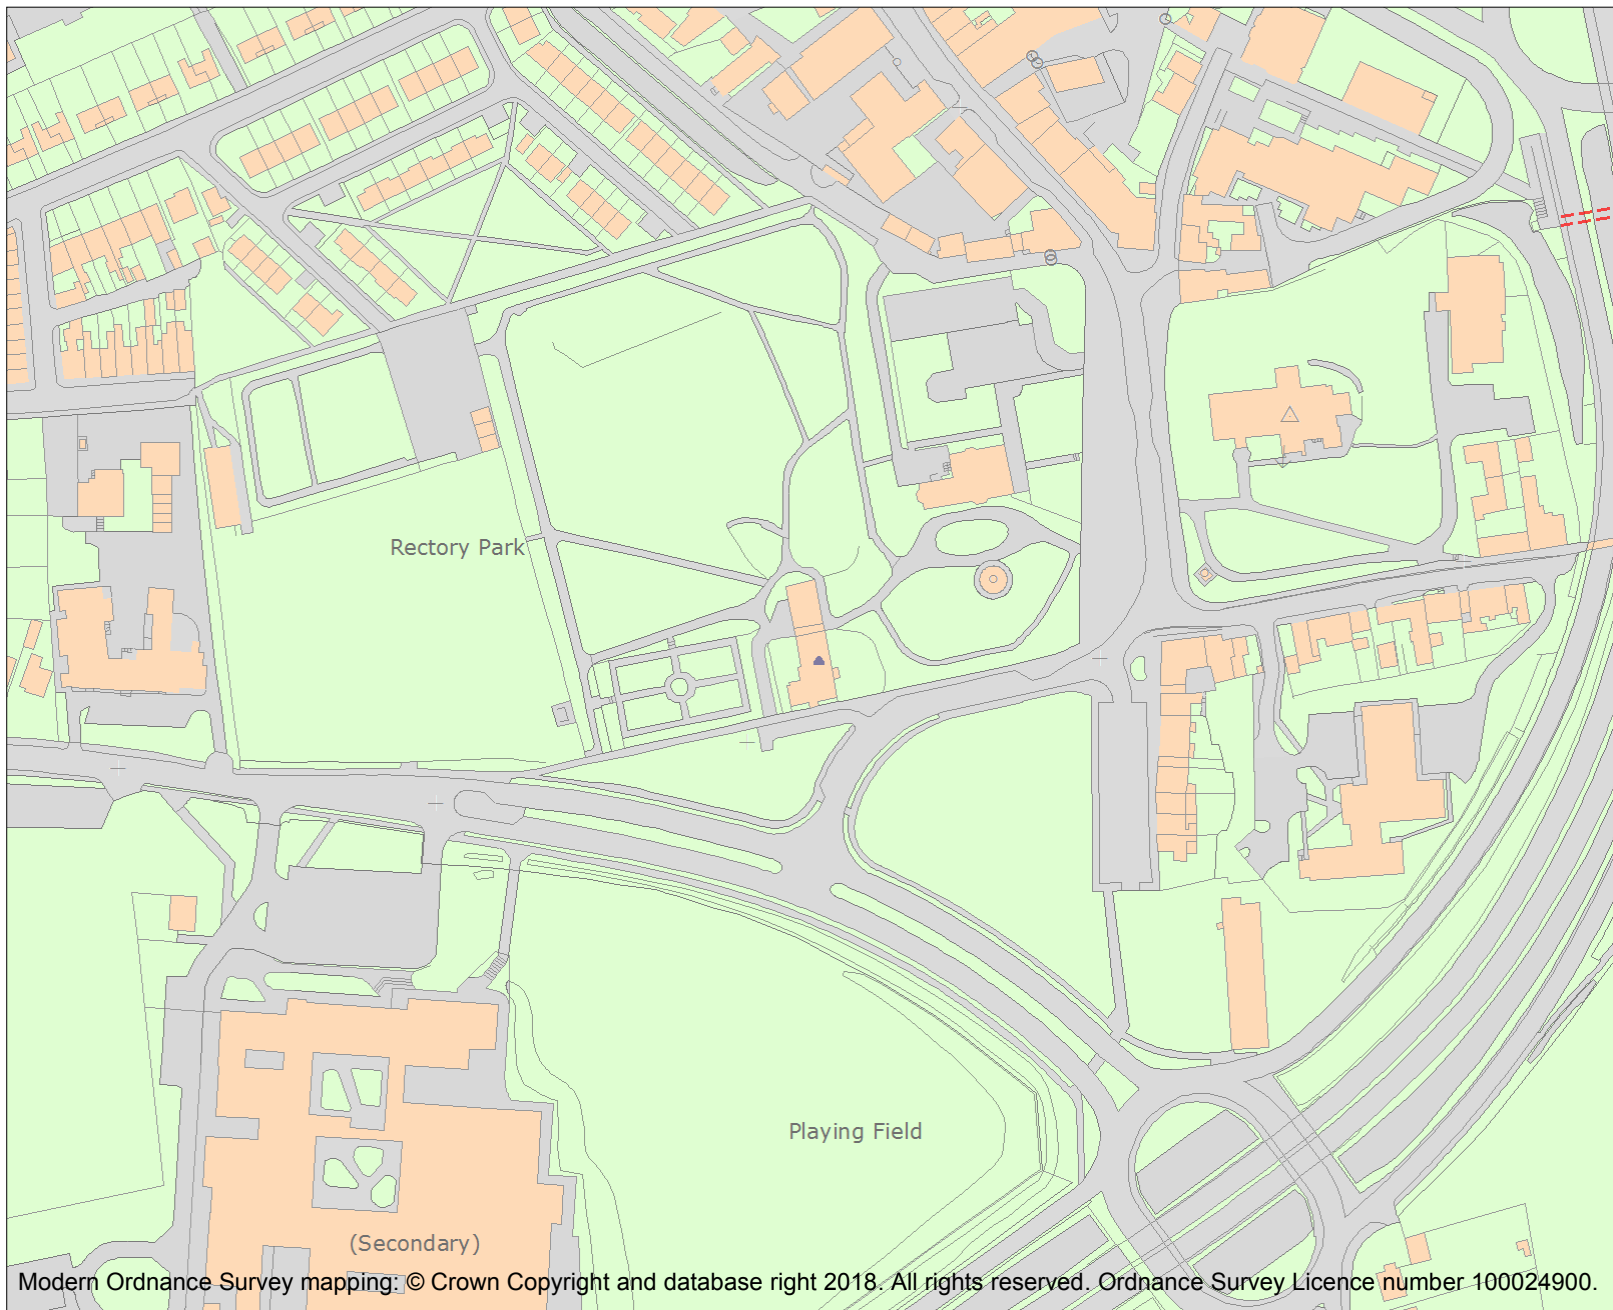 Rectory Park
Playing Field
(Secondary)
Modern Ordnance Survey mapping: © Crown Copyright and database right 2018. All rights reserved. Ordnance Survey Licence number 100024900.